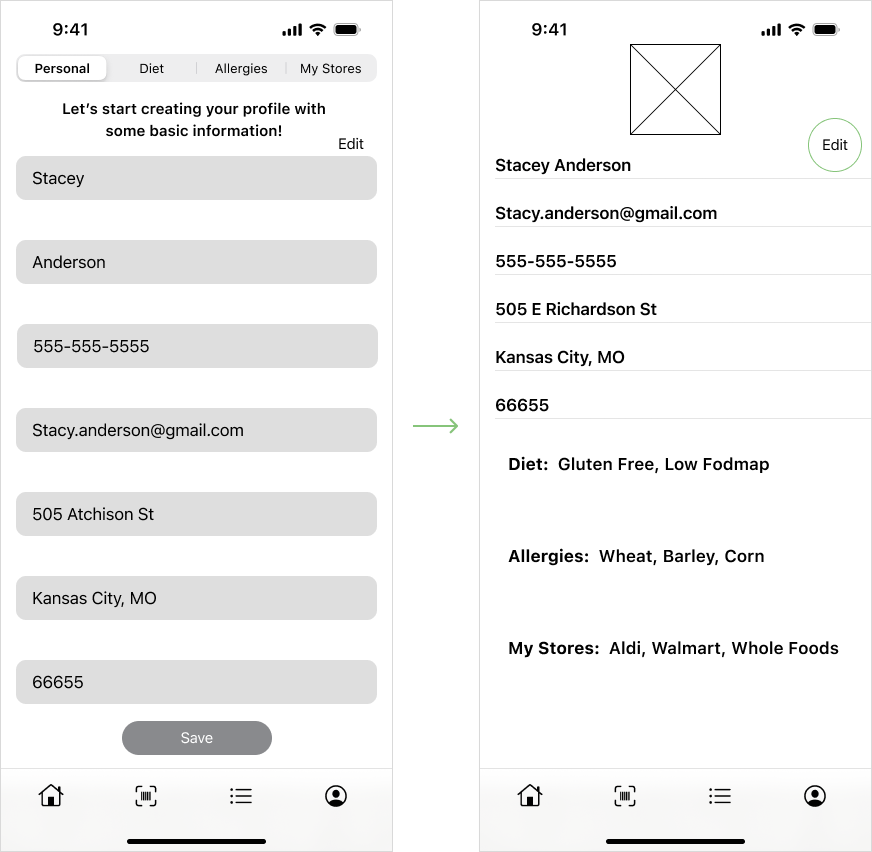 9:41
Personal Diet Allergies My Stores
Let's start creating your profile with
some basic information!
Edit
Stacey
Anderson
555-555-5555
Stacy.anderson@gmail.com
505 Atchison St
Kansas City, MO
66655
Save
9:41
Edit
Stacey Anderson
Stacy.anderson@gmail.com
555-555-5555
505 E Richardson St
Kansas City, MO
66655
Diet: Gluten Free, Low Fodmap
Allergies: Wheat, Barley, Corn
My Stores: Aldi, Walmart, Whole Foods